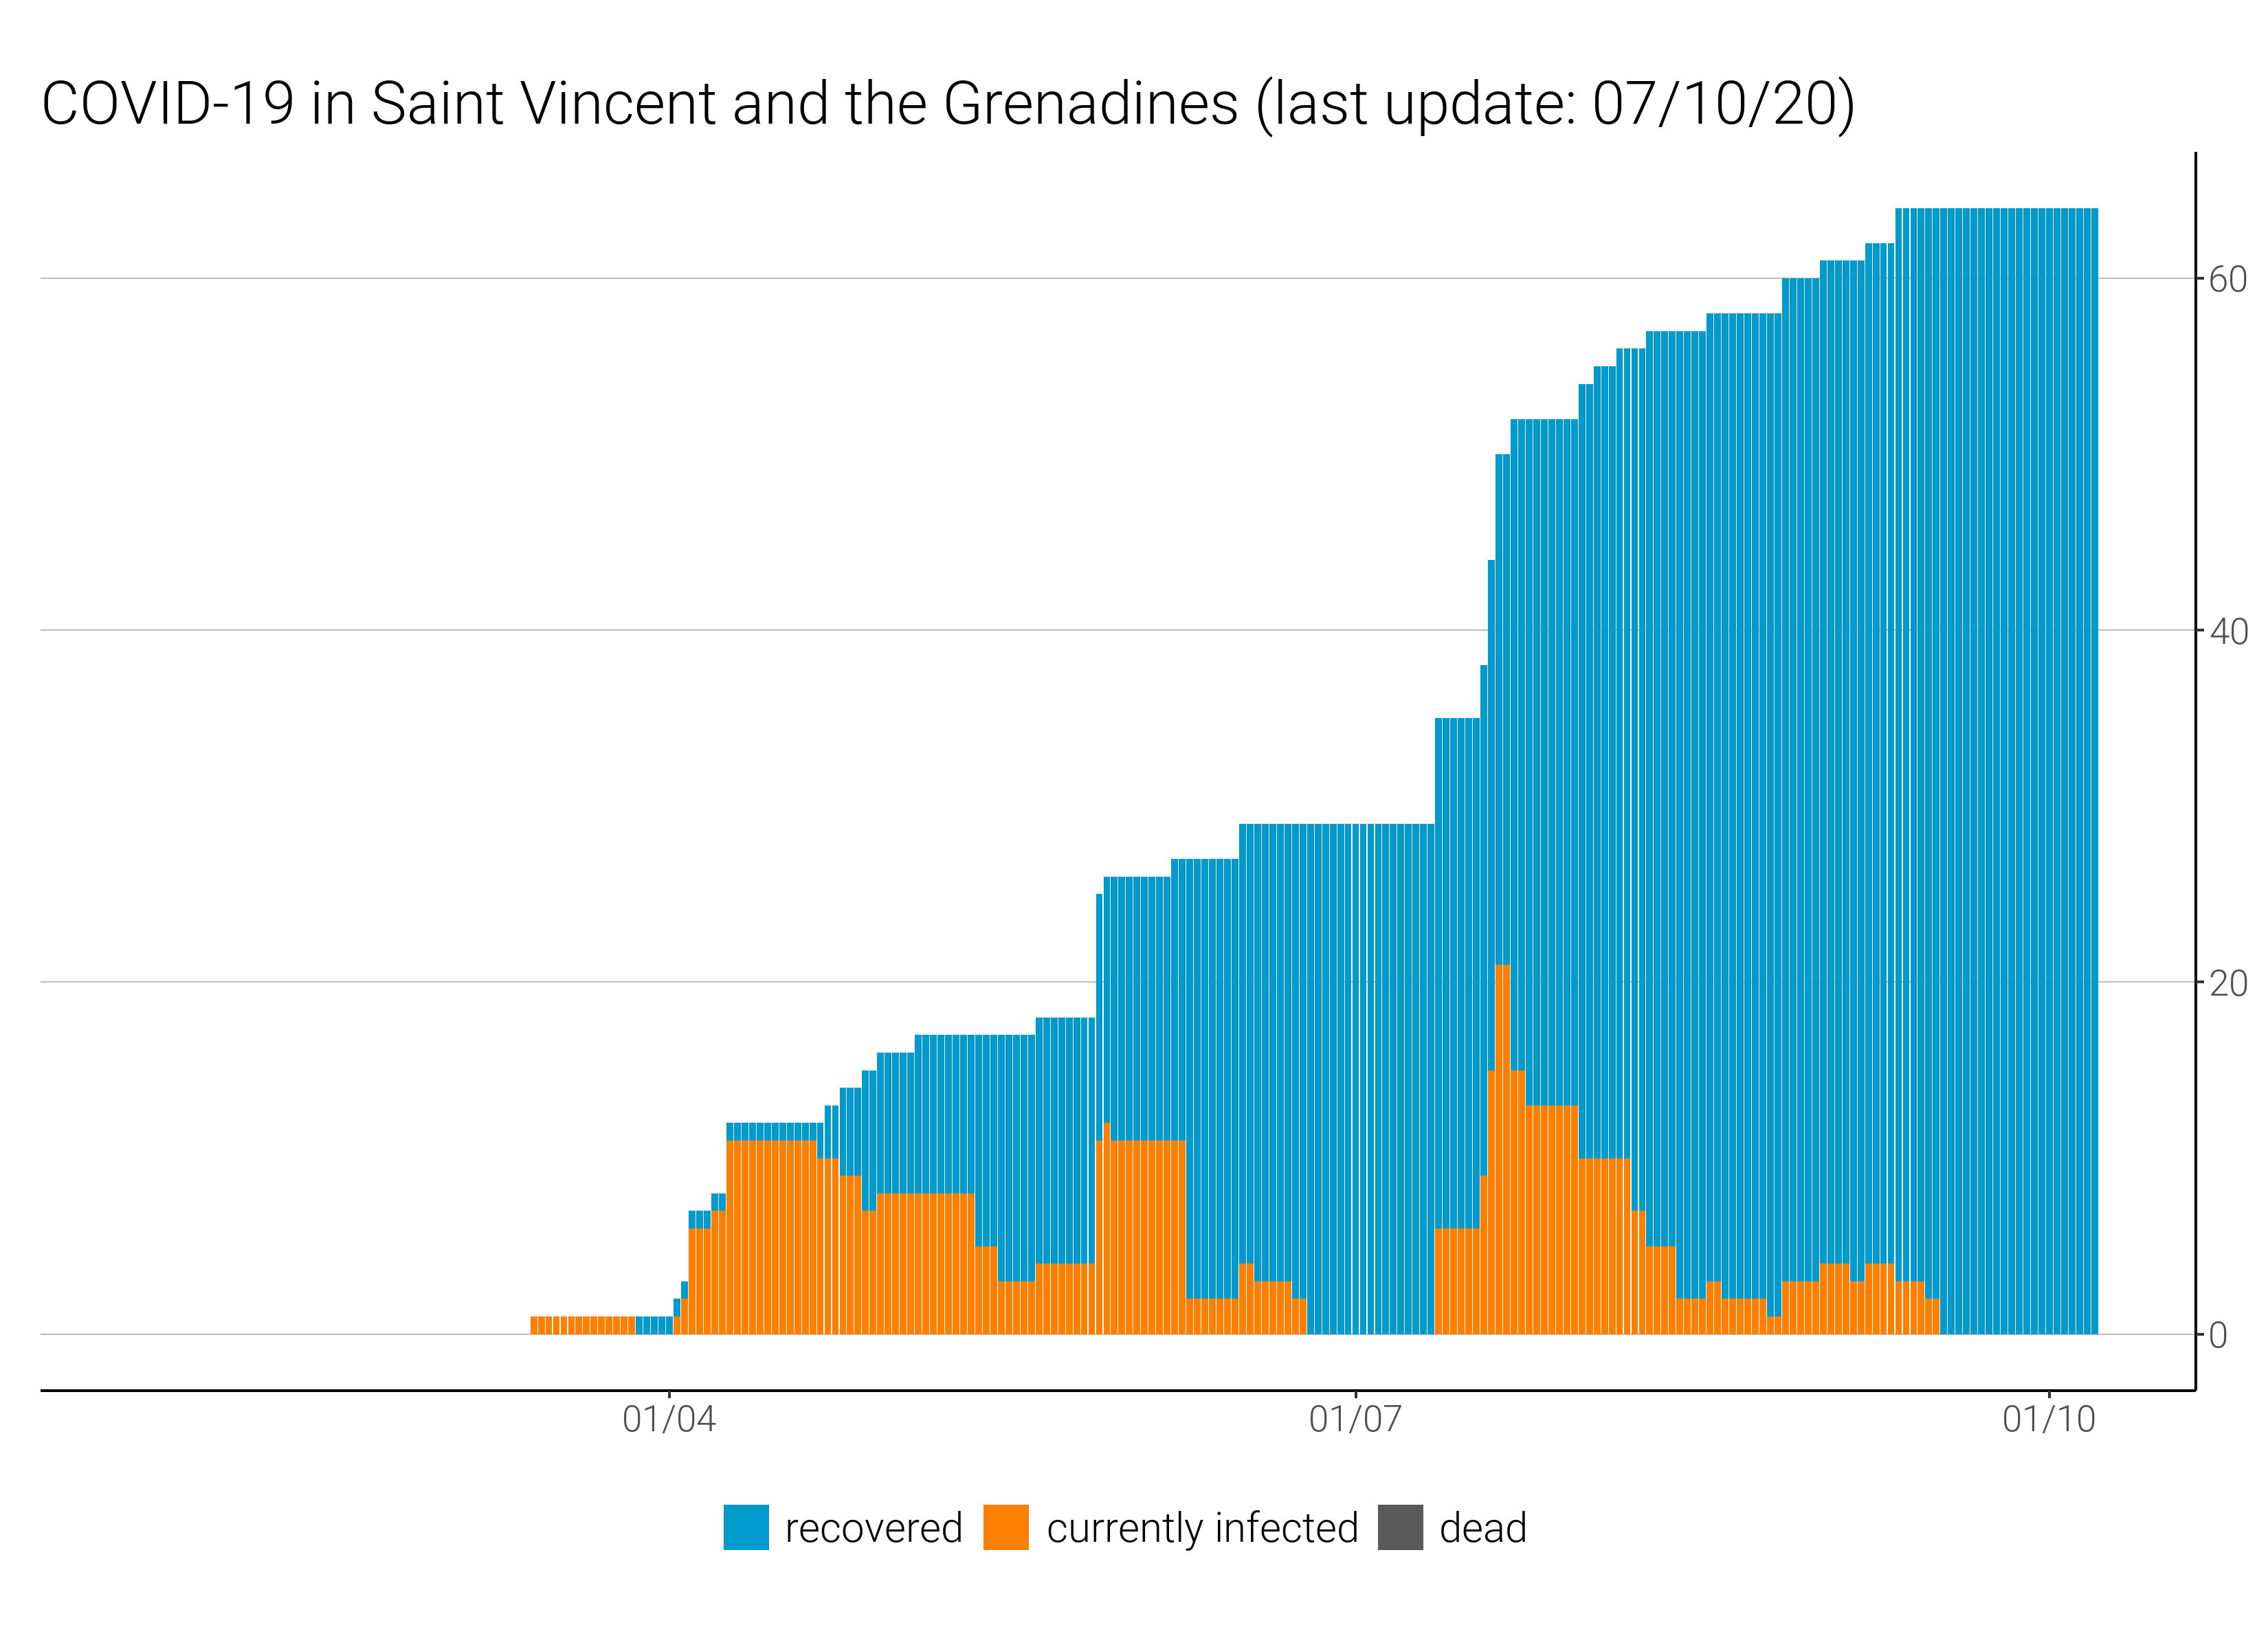 COVID-19 in Saint Vincent and the Grenadines (last update: 07/10/20)
60
40
20
0
01/04 01/07 01/10
recovered currently infected dead